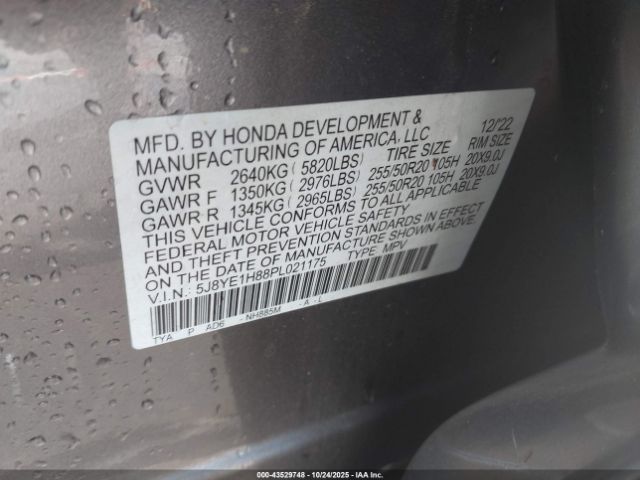 MFD. BY HONDA DEVELOPMENT & 12/'22
MANUFACTURING OF AMERICA, LLC
TIRE SIZE RIM SIZE
GVWR 2640KG (5820LBS)
GAWR F 1350KG (2976LBS) 255/50R20 105H 20X9.0J
GAWR R 1345KG (2965LBS) 255/50R20 105H 20X9.0J
THIS VEHICLE CONFORMS TO ALL APPLICABLE
FEDERAL MOTOR VEHICLE SAFETY
AND THEFT PREVENTION STANDARDS IN EFFECT
ON THE DATE OF MANUFACTURE SHOWN ABOVE.
V.I.N.: 5J8YE1H88PL021175 TYPE: MPV
TYA P AD6 -NH885M -A -L
000-43529748 - 10/24/2025 - IAA Inc.